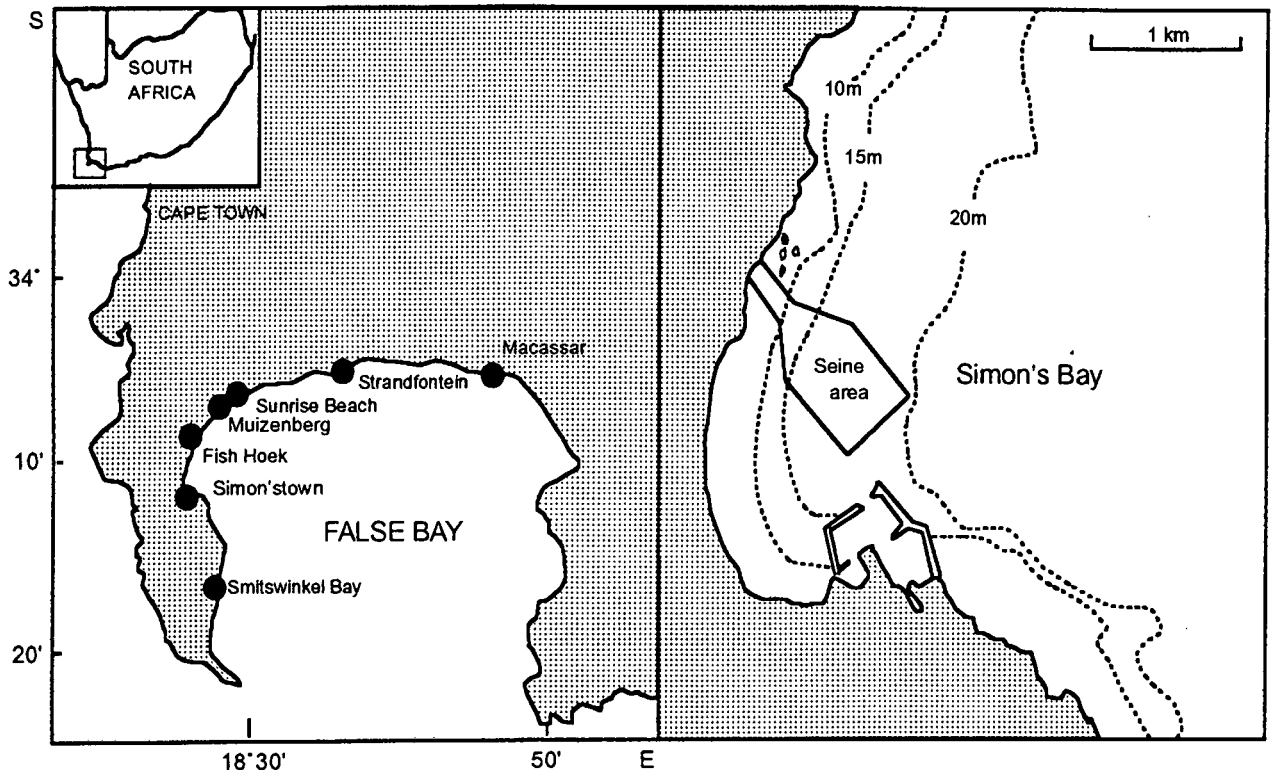 S
SOUTH
AFRICA
CAPE TOWN
34°
10'
20'
Macassar
Strandfontein
Sunrise Beach
Muizenberg
Fish Hoek
Simon'stown
FALSE BAY
Smitswinkel Bay
18°30'
50'
E
1 km
10m
15m
20m
Seine
area
Simon's Bay